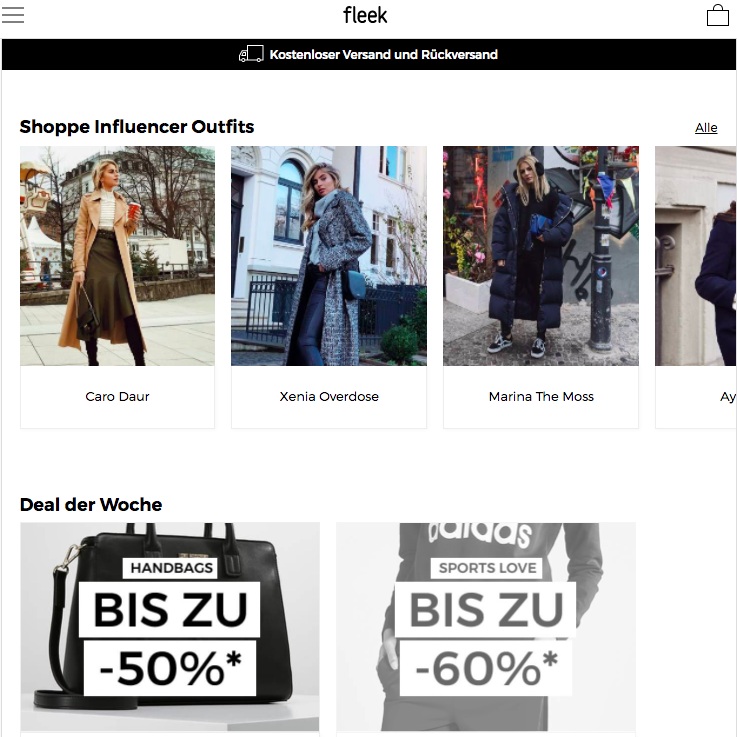 fleek
Kostenloser Versand und Rückversand
Shoppe Influencer Outfits
Alle
Caro Daur
Xenia Overdose
Marina The Moss
Ay
Deal der Woche
adidas
HANDBAGS
BIS ZU
-50%*
SPORTS LOVE
BIS ZU
-60%*